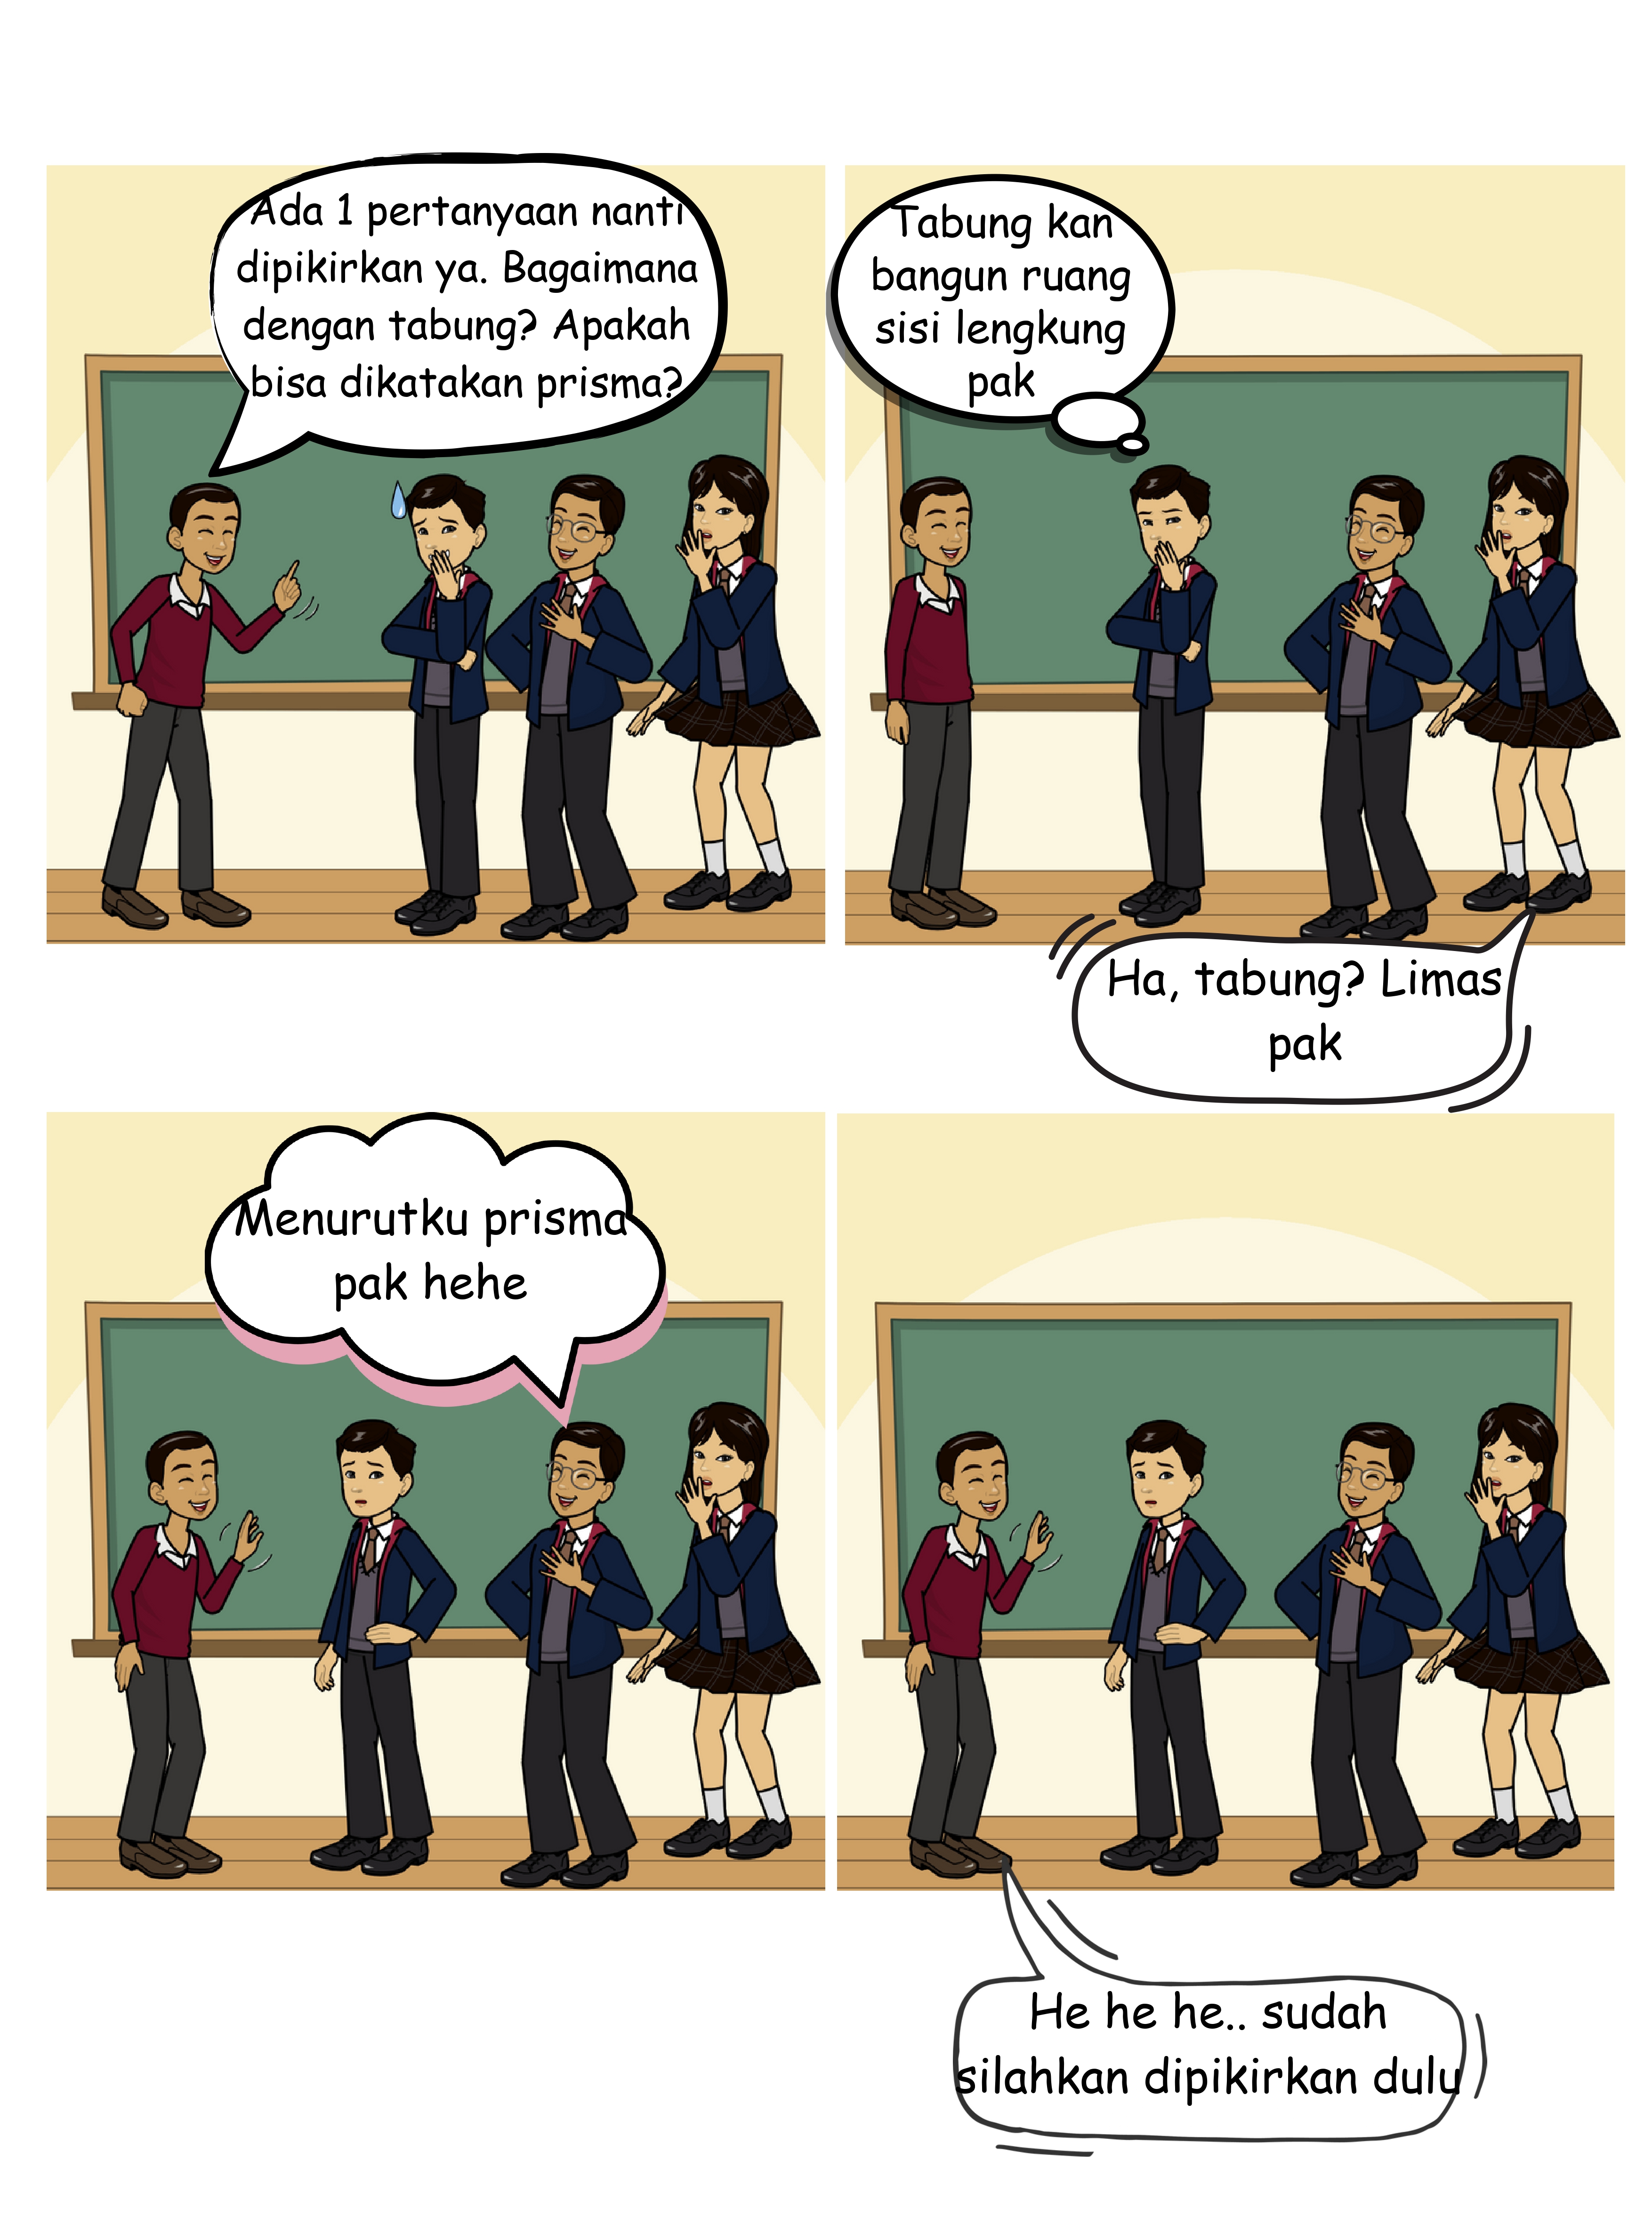 Ada 1 pertanyaan nanti
dipikirkan ya. Bagaimana
dengan tabung? Apakah
bisa dikatakan prisma?
Tabung kan
bangun ruang
sisi lengkung
pak
Ha, tabung? Limas
pak
Menurutku prisma
pak hehe
He he he.. sudah
silahkan dipikirkan dulu